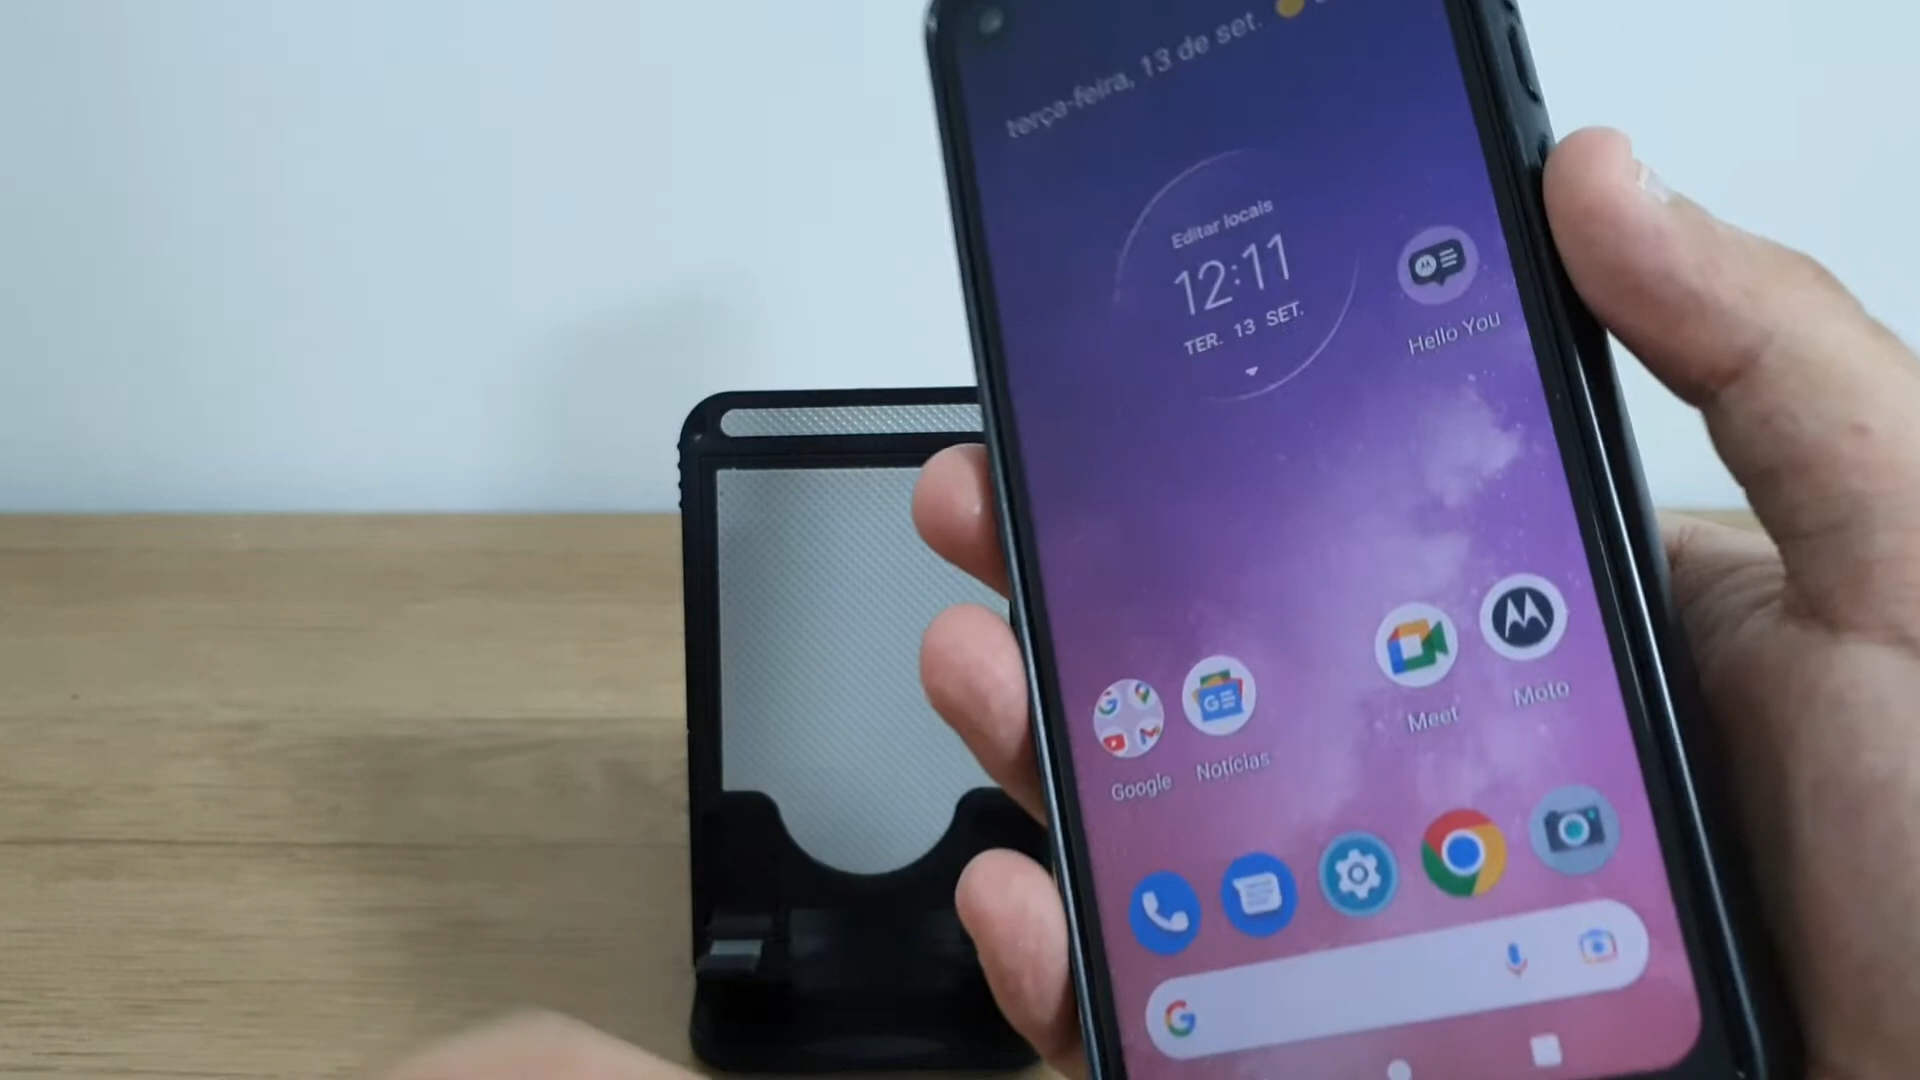 terça-feira, 13 de set.
Editar locais
12:11
TER. 13 SET.
Hello You
Google
Notícias
Meet
Moto